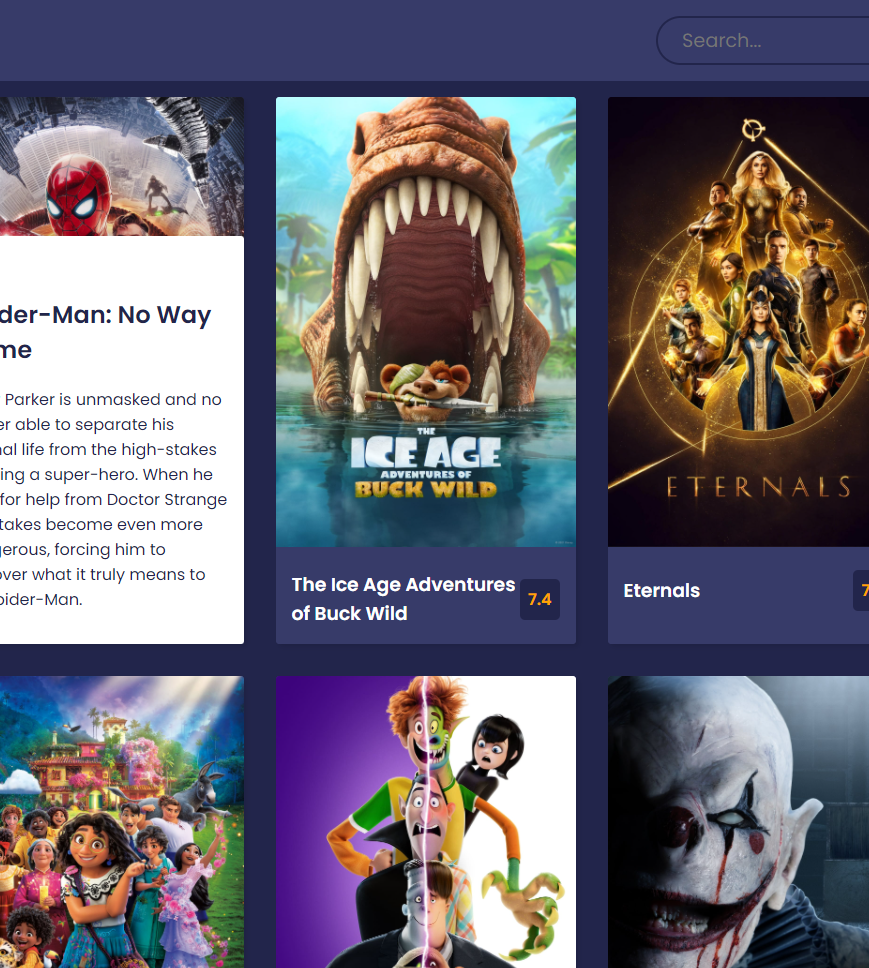 Search...
der-Man: No Way
me
Parker is unmasked and no
er able to separate his
nal life from the high-stakes
ing a super-hero. When he
for help from Doctor Strange
takes become even more
gerous, forcing him to
over what it truly means to
pider-Man.
THE
ICE AGE
ADVENTURES OF
BUCK WILD
The Ice Age Adventures
of Buck Wild
7.4
ETERNALS
Eternals
7